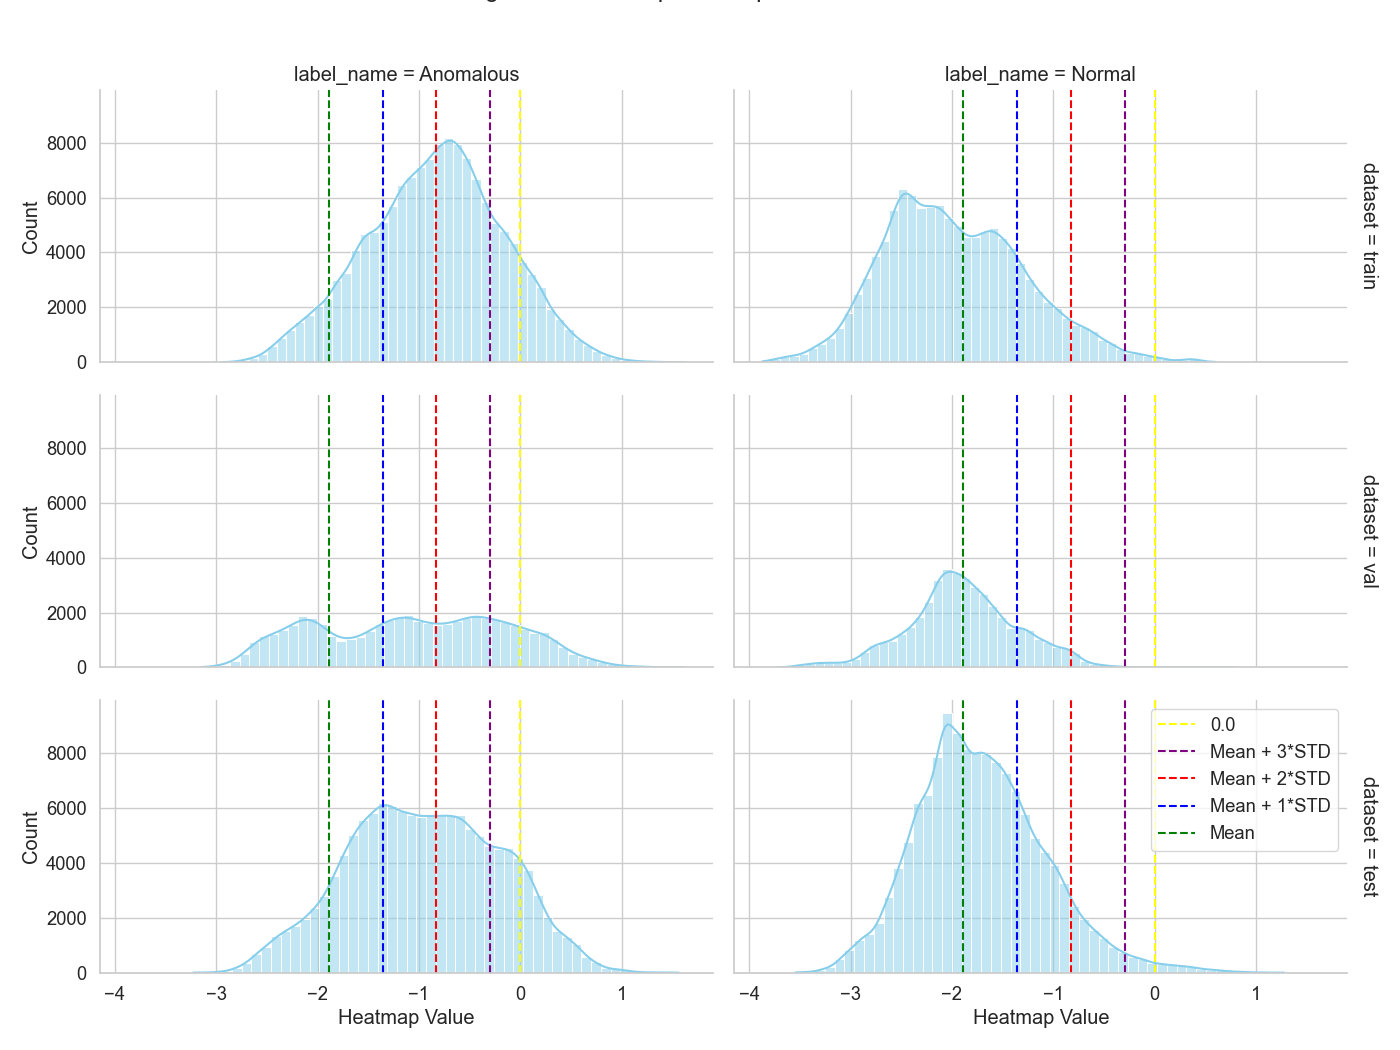 label_name = Anomalous
label_name = Normal
8000
6000
4000
2000
0
Count
dataset = train
8000
6000
4000
2000
0
Count
dataset = val
8000
6000
4000
2000
0
Count
dataset = test
0.0
Mean + 3*STD
Mean + 2*STD
Mean + 1*STD
Mean
−4 −3 −2 −1 0 1
−4 −3 −2 −1 0 1
Heatmap Value
Heatmap Value